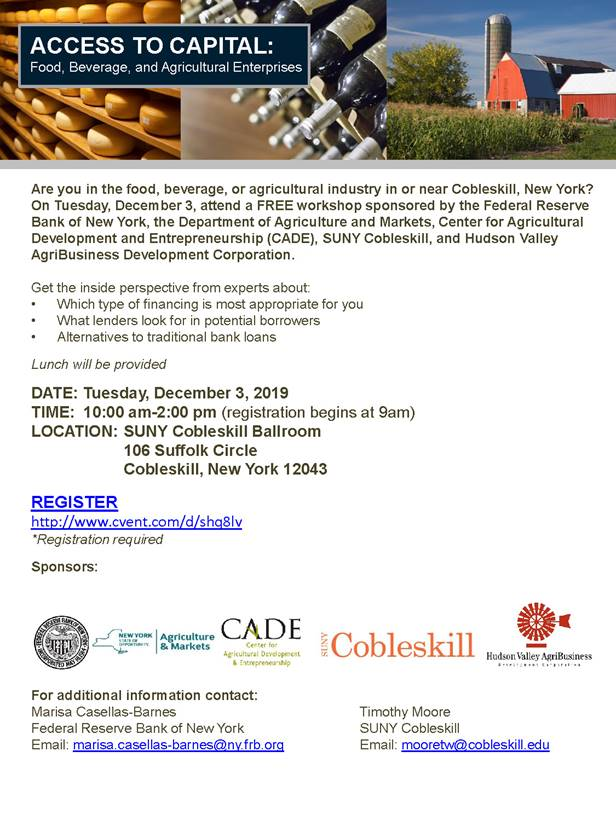 ACCESS TO CAPITAL:
Food, Beverage, and Agricultural Enterprises
Are you in the food, beverage, or agricultural industry in or near Cobleskill, New York?
On Tuesday, December 3, attend a FREE workshop sponsored by the Federal Reserve
Bank of New York, the Department of Agriculture and Markets, Center for Agricultural
Development and Entrepreneurship (CADE), SUNY Cobleskill, and Hudson Valley
AgriBusiness Development Corporation.
Get the inside perspective from experts about:
• Which type of financing is most appropriate for you
• What lenders look for in potential borrowers
• Alternatives to traditional bank loans
Lunch will be provided
DATE: Tuesday, December 3, 2019
TIME: 10:00 am-2:00 pm (registration begins at 9am)
LOCATION: SUNY Cobleskill Ballroom
106 Suffolk Circle
Cobleskill, New York 12043
REGISTER
http://www.cvent.com/d/shq8lv
*Registration required
Sponsors:
NEW YORK
STATE OF
OPPORTUNITY.
Agriculture
& Markets
CADE
Center for
Agricultural Development
& Entrepreneurship
SUNY Cobleskill
Hudson Valley AgriBusiness
Development Corporation
For additional information contact:
Marisa Casellas-Barnes
Federal Reserve Bank of New York
Email: marisa.casellas-barnes@ny.frb.org
Timothy Moore
SUNY Cobleskill
Email: mooretw@cobleskill.edu